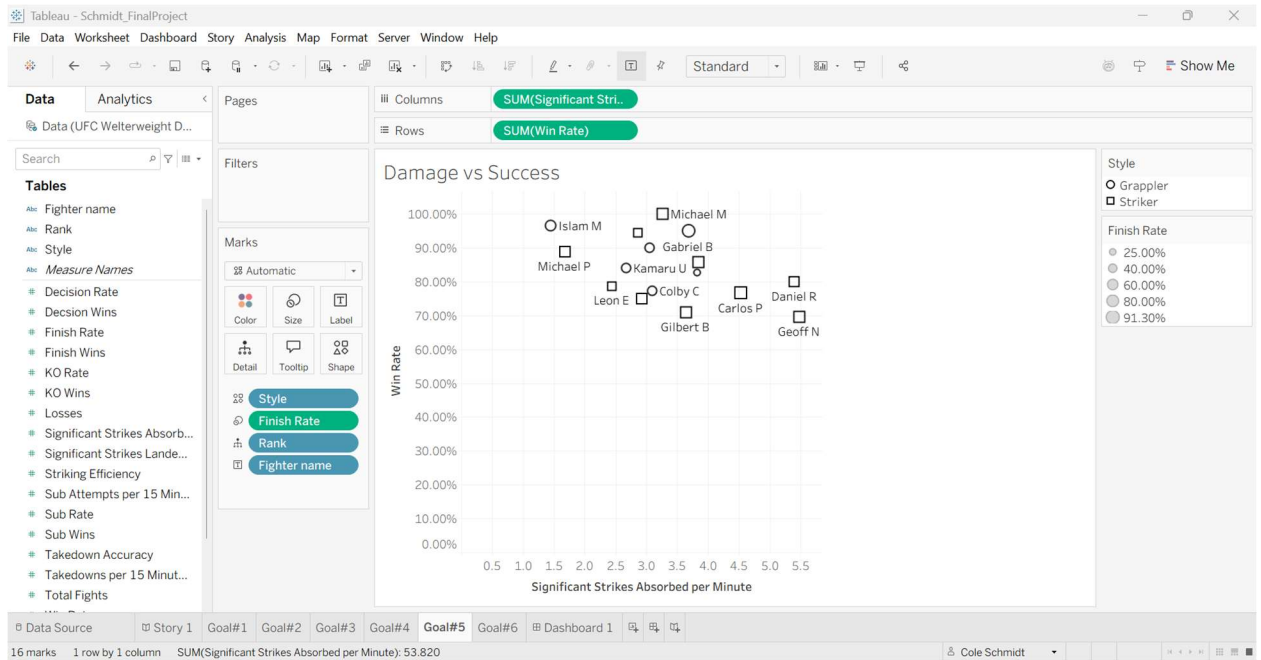 Tableau - Schmidt_FinalProject
File Data Worksheet Dashboard Story Analysis Map Format Server Window Help
Standard
Show Me
Data Analytics
Data (UFC Welterweight D...
Search
Tables
Abc Fighter name
Abc Rank
Abc Style
Abc Measure Names
# Decision Rate
# Decsion Wins
# Finish Rate
# Finish Wins
# KO Rate
# KO Wins
# Losses
# Significant Strikes Absorb...
# Significant Strikes Lande...
# Striking Efficiency
# Sub Attempts per 15 Min...
# Sub Rate
# Sub Wins
# Takedown Accuracy
# Takedowns per 15 Minut...
# Total Fights
Pages
Filters
Marks
Automatic
Color Size Label
Detail Tooltip Shape
Style
Finish Rate
Rank
Fighter name
Columns SUM(Significant Stri..
Rows SUM(Win Rate)
Damage vs Success
100.00%
90.00%
80.00%
70.00%
60.00%
50.00%
40.00%
30.00%
20.00%
10.00%
0.00%
Win Rate
Michael M
Islam M
Gabriel B
Michael P
Kamaru U
Colby C
Leon E
Daniel R
Carlos P
Gilbert B
Geoff N
0.5 1.0 1.5 2.0 2.5 3.0 3.5 4.0 4.5 5.0 5.5
Significant Strikes Absorbed per Minute
Style
Grappler
Striker
Finish Rate
25.00%
40.00%
60.00%
80.00%
91.30%
Data Source Story 1 Goal#1 Goal#2 Goal#3 Goal#4 Goal#5 Goal#6 Dashboard 1
16 marks 1 row by 1 column SUM(Significant Strikes Absorbed per Minute): 53.820 Cole Schmidt